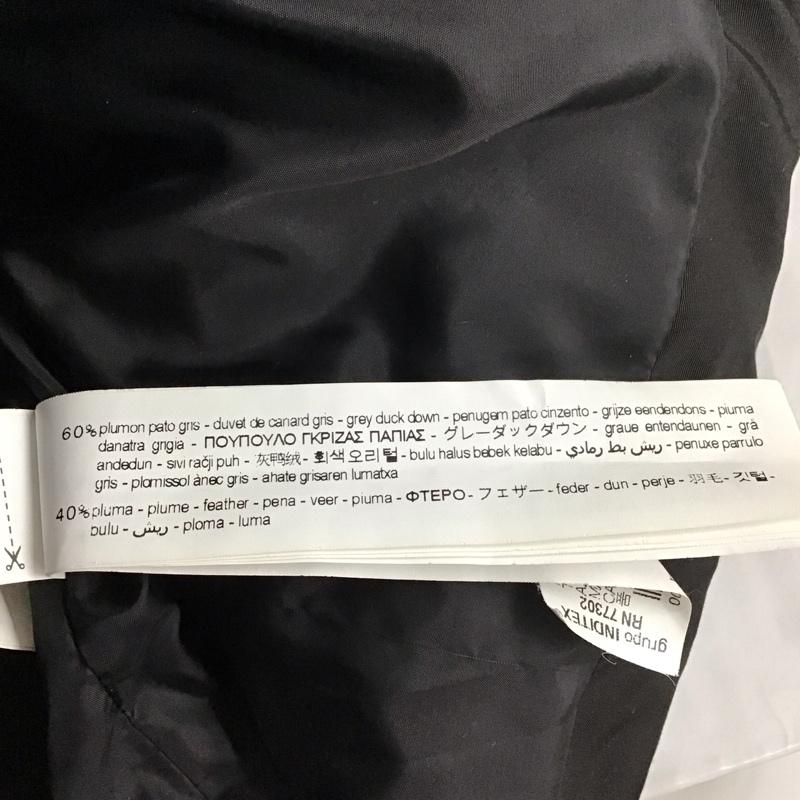 60% plumon pato gris - duvet de canard gris - grey duck down - penugem pato cinzento - grijze eendendons - piuma
danatra grigia - ΠΟΥΠΟΥΛΟ ΓΚΡΙΖΑΣ ΠΑΠΙΑΣ - グレーダックダウン - graue entendaunen - grå
andedun - sivi račji puh - 灰鸭绒 - 회색오리털 - bulu halus bebek kelabu - ريش بط رمادي - penuxe parrulo
gris - plomissol ànec gris - ahate grisaren lumatxa
40% pluma - plume - feather - pena - veer - piuma - ΦΤΕΡΟ - フェザー - feder - dun - perje - 羽毛 - 깃털 -
bulu - ريش - ploma - luma
grupo INDITEX
RN 77302